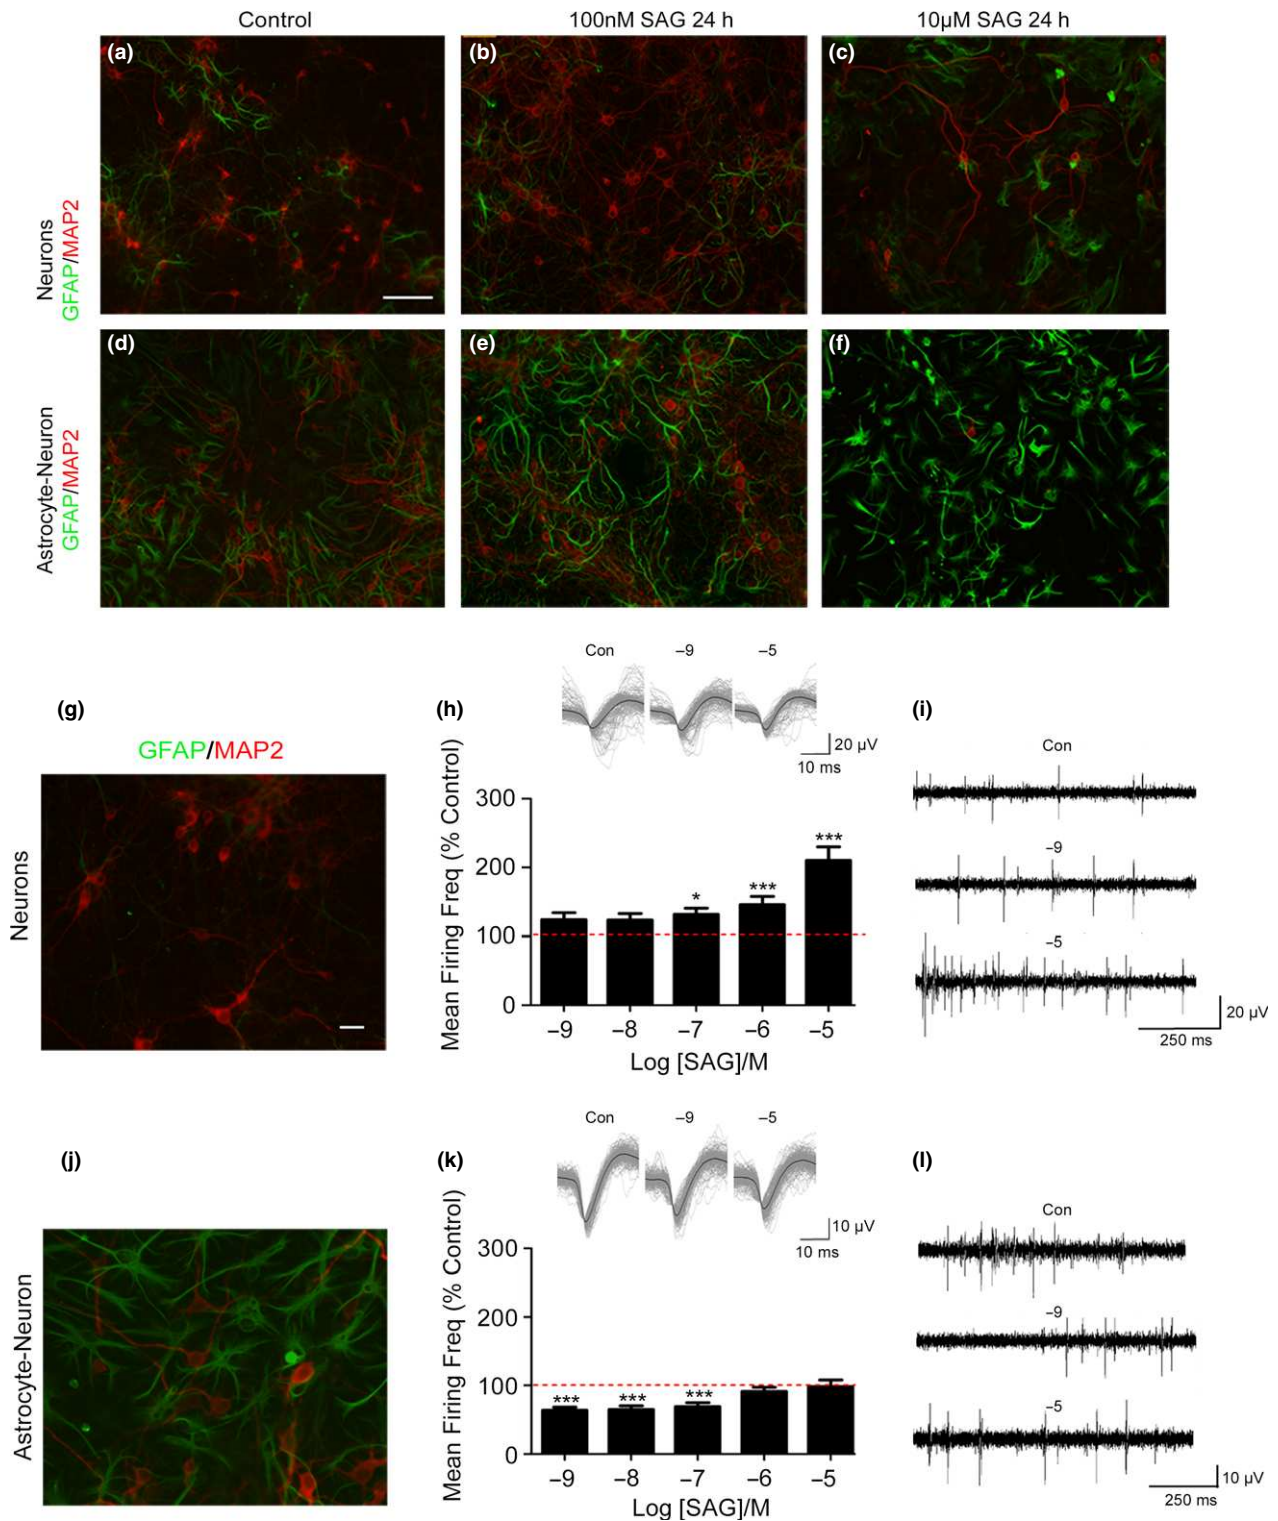 Control 100nM SAG 24 h 10µM SAG 24 h
(a) (b) (c)
Neurons
GFAP/MAP2
(d) (e) (f)
Astrocyte-Neuron
GFAP/MAP2
(g) (h) (i)
GFAP/MAP2
Neurons
Con –9 –5
20 µV
10 ms
Mean Firing Freq (% Control)
300
200
100
0
* *** ***
–9 –8 –7 –6 –5
Log [SAG]/M
Con
–9
–5
20 µV
250 ms
(j) (k) (l)
Astrocyte-Neuron
Con –9 –5
10 µV
10 ms
Mean Firing Freq (% Control)
300
200
100
0
*** *** ***
–9 –8 –7 –6 –5
Log [SAG]/M
Con
–9
–5
10 µV
250 ms